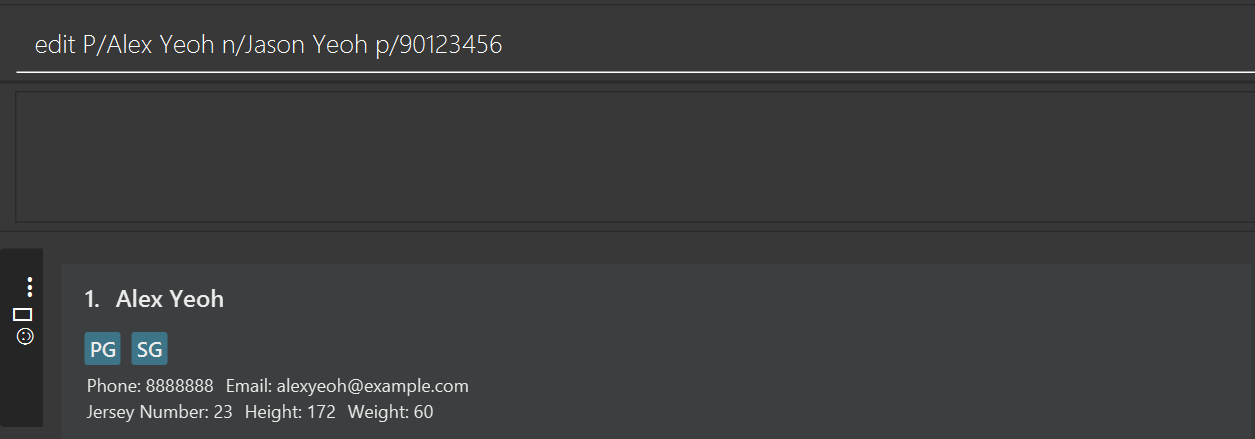 edit P/Alex Yeoh n/Jason Yeoh p/90123456
1. Alex Yeoh
PG SG
Phone: 8888888 Email: alexyeoh@example.com
Jersey Number: 23 Height: 172 Weight: 60